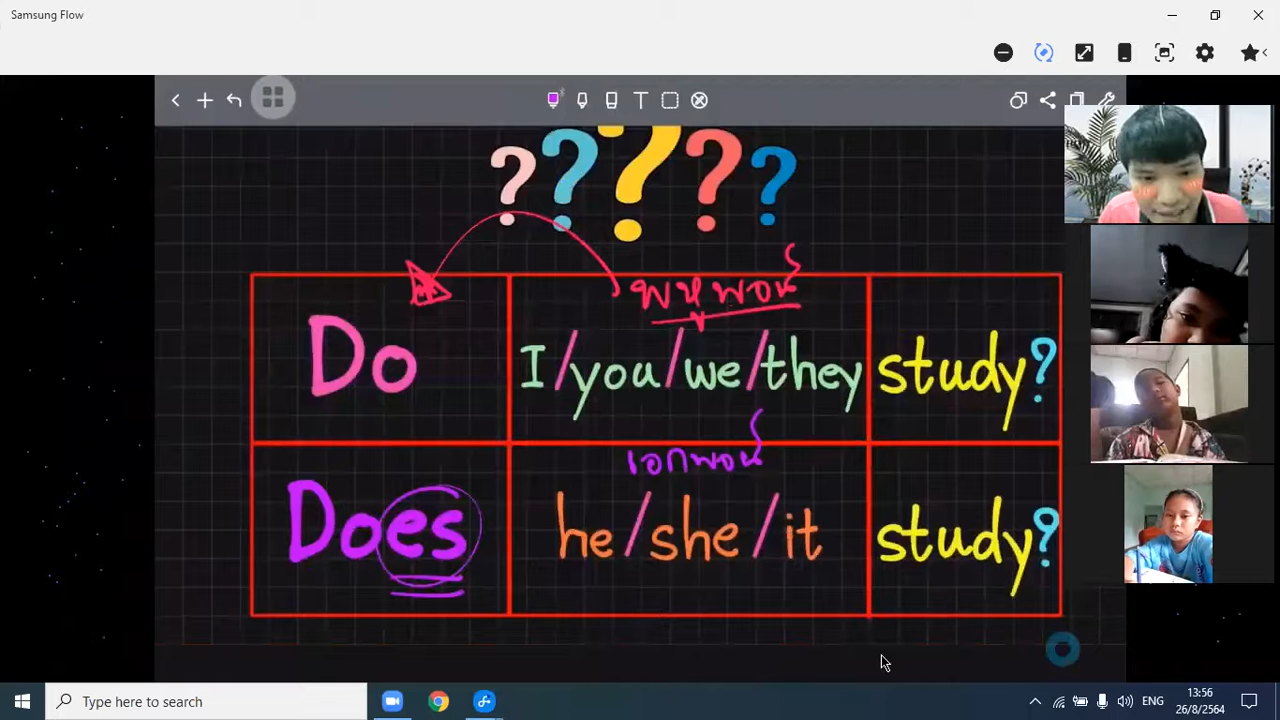 Samsung Flow
? ? ? ? ?
พหูพจน์
Do I/you/we/they study?
เอกพจน์
Does he/she/it study?
Type here to search
ENG
13:56
26/8/2564